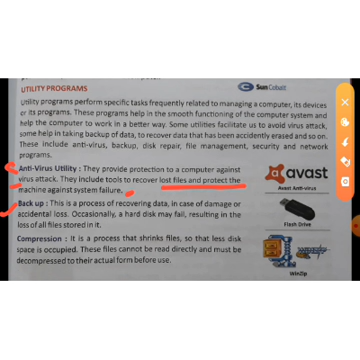 UTILITY PROGRAMS
Sun Cobalt
Utility programs perform specific tasks frequently related to managing a computer, its devices
or its programs. These programs help in the smooth functioning of the computer system and
help the computer to work in a better way. Some utilities facilitate us to avoid virus attack,
some help in taking backup of data, to recover data that has been accidently erased and so on.
These include anti-virus, backup, disk repair, file management, security and network
programs.
Anti-Virus Utility : They provide protection to a computer against
virus attack. They include tools to recover lost files and protect the
machine against system failure.
avast
Avast Anti-virus
Back up : This is a process of recovering data, in case of damage or
accidental loss. Occasionally, a hard disk may fail, resulting in the
loss of all files stored in it.
Flash Drive
Compression : It is a process that shrinks files, so that less disk
space is occupied. These files cannot be read directly and must be
decompressed to their actual form before use.
WinZip